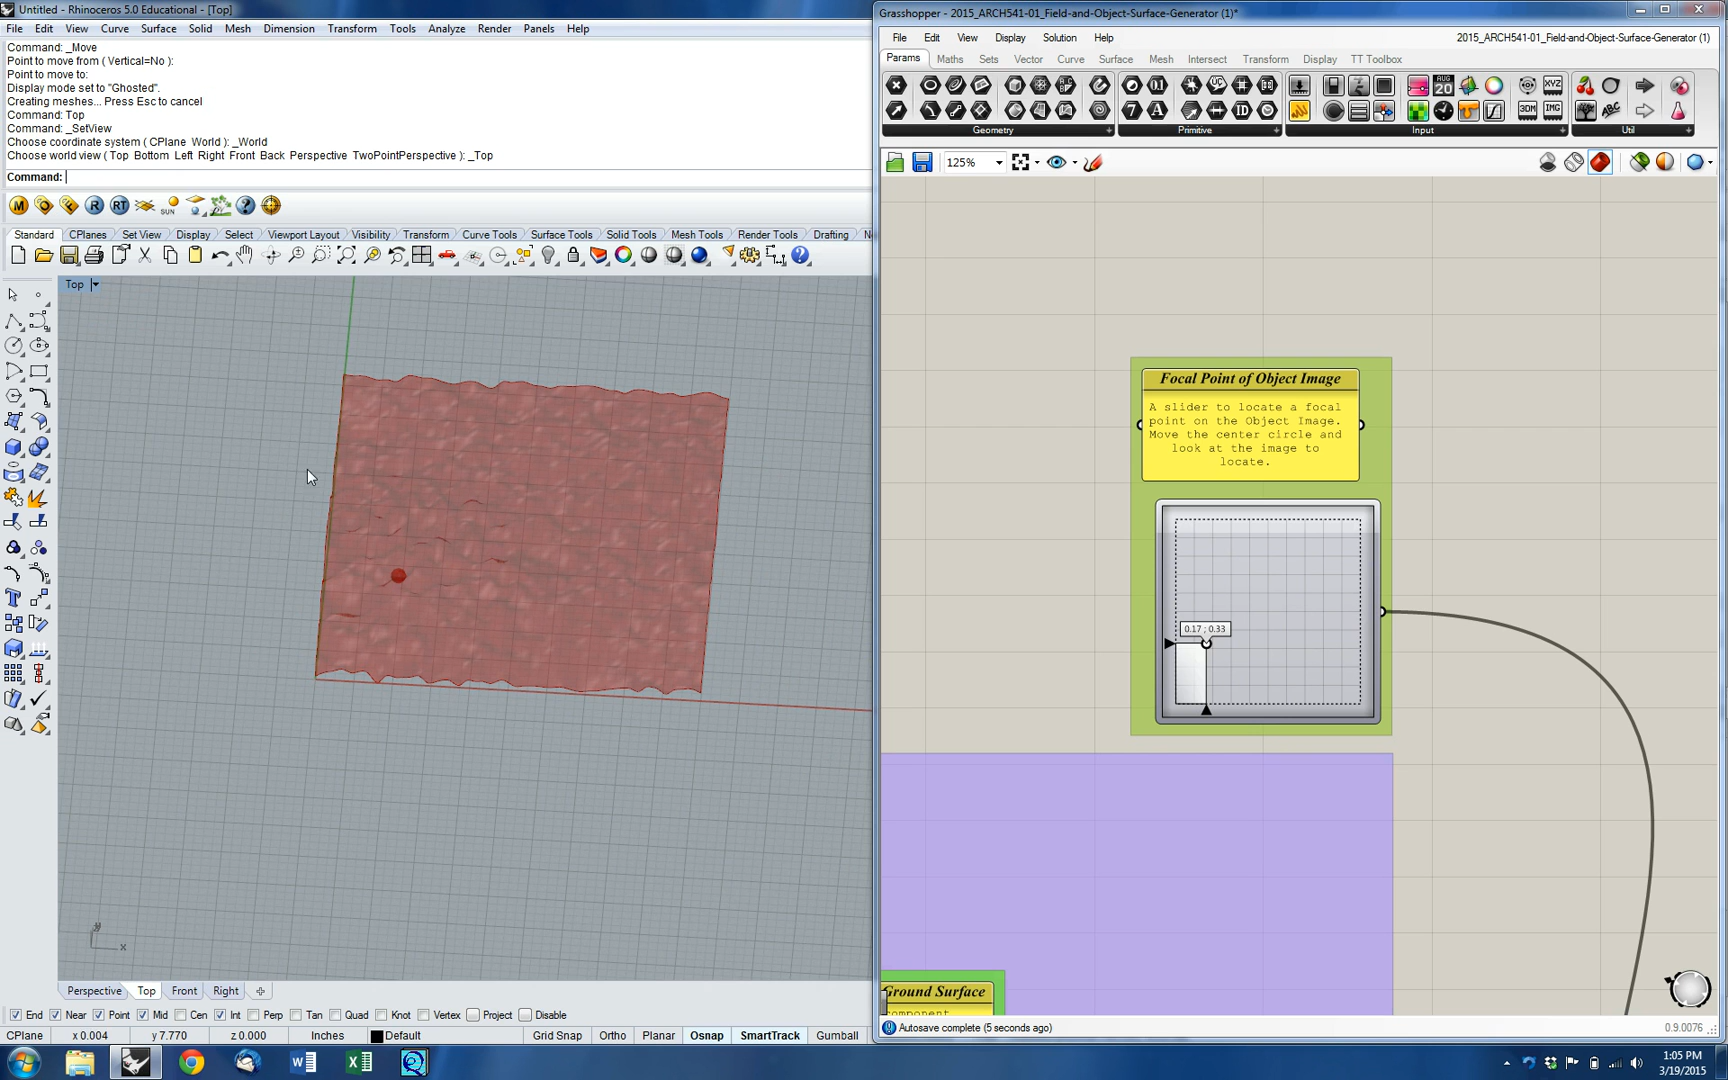 Untitled - Rhinoceros 5.0 Educational - [Top]
File Edit View Curve Surface Solid Mesh Dimension Transform Tools Analyze Render Panels Help
Command: _Move
Point to move from ( Vertical=No ):
Point to move to:
Display mode set to "Ghosted".
Creating meshes... Press Esc to cancel
Command: Top
Command: _SetView
Choose coordinate system ( CPlane World ): _World
Choose world view ( Top Bottom Left Right Front Back Perspective TwoPointPerspective ): _Top
Command:
M O F R RT SUN
Standard CPlanes Set View Display Select Viewport Layout Visibility Transform Curve Tools Surface Tools Solid Tools Mesh Tools Render Tools Drafting N
Top
y
x
Perspective Top Front Right
End Near Point Mid Cen Int Perp Tan Quad Knot Vertex Project Disable
CPlane x 0.004 y 7.770 z 0.000 Inches Default Grid Snap Ortho Planar Osnap SmartTrack Gumball
Grasshopper - 2015_ARCH541-01_Field-and-Object-Surface-Generator (1)*
File Edit View Display Solution Help
2015_ARCH541-01_Field-and-Object-Surface-Generator (1)
Params Maths Sets Vector Curve Surface Mesh Intersect Transform Display TT Toolbox
Geometry Primitive Input Util
125%
Focal Point of Object Image
A slider to locate a focal
point on the Object Image.
Move the center circle and
look at the image to
locate.
0.17 ; 0.33
Ground Surface
component
Autosave complete (5 seconds ago)
0.9.0076
1:05 PM
3/19/2015